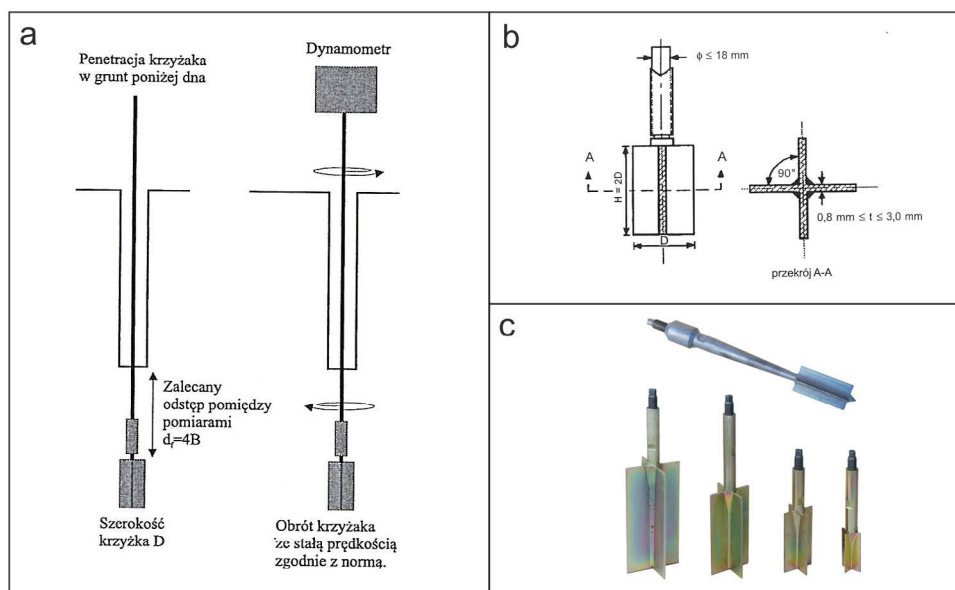 a
Penetracja krzyżaka
w grunt poniżej dna
Dynamometr
Zalecany
odstęp pomiędzy
pomiarami
df=4B
Szerokość
krzyżka D
Obrót krzyżaka
ze stałą prędkością
zgodnie z normą.
b
ϕ ≤ 18 mm
A
A
H = 2D
D
90°
0,8 mm ≤ t ≤ 3,0 mm
przekrój A-A
c